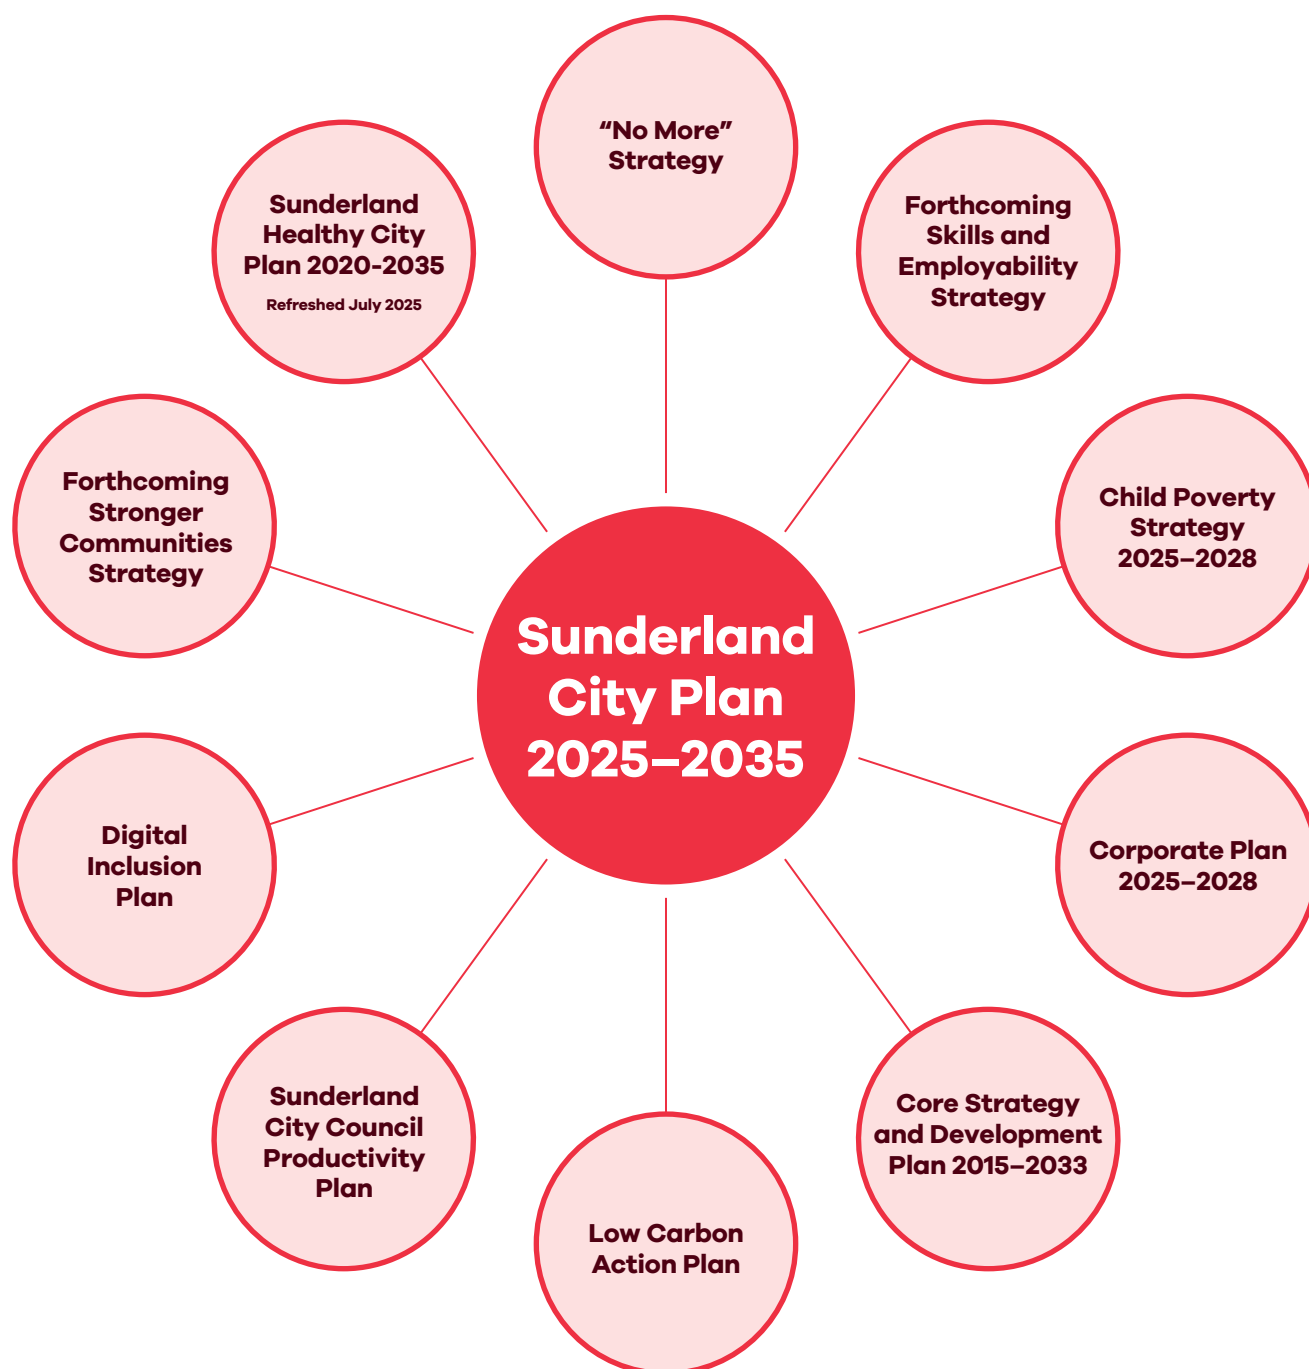 “No More”
Strategy
Forthcoming
Skills and
Employability
Strategy
Child Poverty
Strategy
2025–2028
Corporate Plan
2025–2028
Core Strategy
and Development
Plan 2015–2033
Low Carbon
Action Plan
Sunderland
City Council
Productivity
Plan
Digital
Inclusion
Plan
Forthcoming
Stronger
Communities
Strategy
Sunderland
Healthy City
Plan 2020-2035
Refreshed July 2025
Sunderland
City Plan
2025–2035